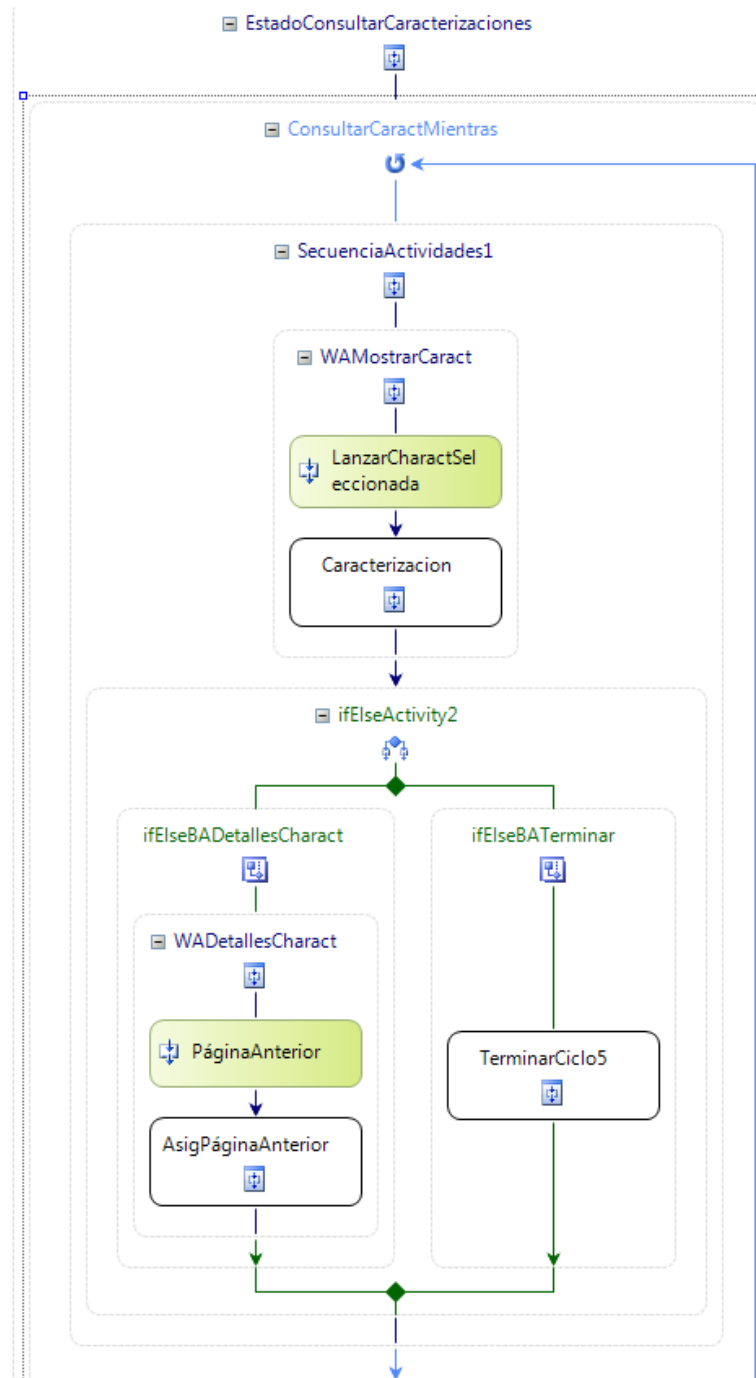 EstadoConsultarCaracterizaciones
ConsultarCaractMientras
SecuenciaActividades1
WAMostrarCaract
LanzarCharactSel
eccionada
Caracterizacion
ifElseActivity2
ifElseBADetallesCharact
ifElseBATerminar
WADetallesCharact
PáginaAnterior
TerminarCiclo5
AsigPáginaAnterior